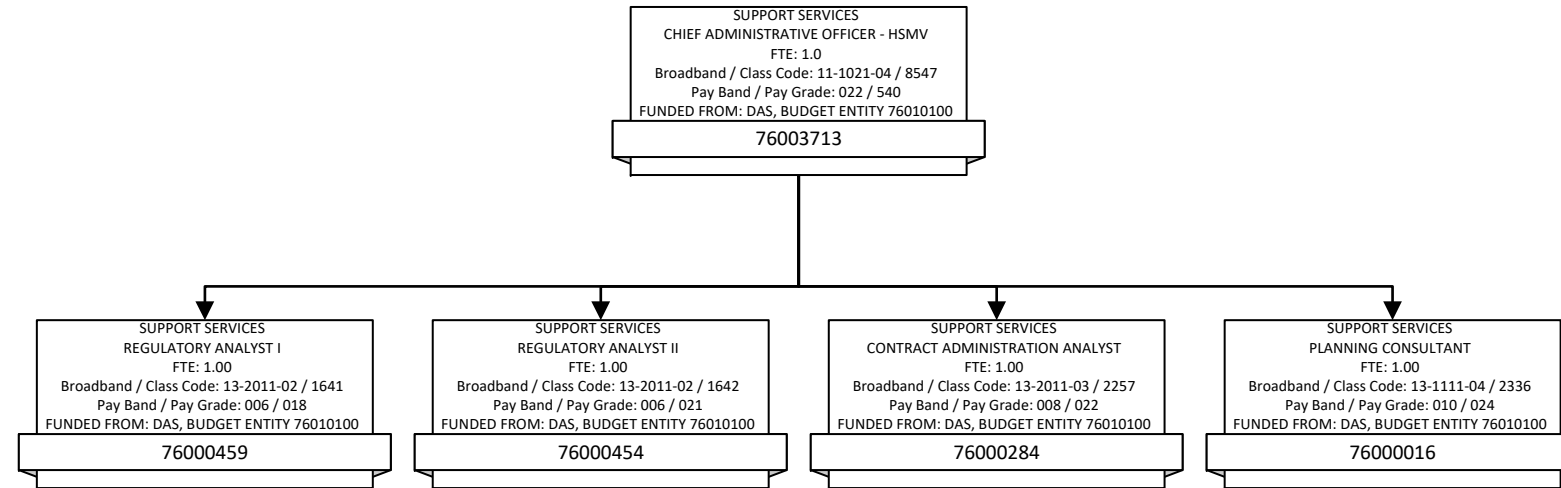 SUPPORT SERVICES
CHIEF ADMINISTRATIVE OFFICER - HSMV
FTE: 1.0
Broadband / Class Code: 11-1021-04 / 8547
Pay Band / Pay Grade: 022 / 540
FUNDED FROM: DAS, BUDGET ENTITY 76010100
76003713
SUPPORT SERVICES
REGULATORY ANALYST I
FTE: 1.00
Broadband / Class Code: 13-2011-02 / 1641
Pay Band / Pay Grade: 006 / 018
FUNDED FROM: DAS, BUDGET ENTITY 76010100
76000459
SUPPORT SERVICES
REGULATORY ANALYST II
FTE: 1.00
Broadband / Class Code: 13-2011-02 / 1642
Pay Band / Pay Grade: 006 / 021
FUNDED FROM: DAS, BUDGET ENTITY 76010100
76000454
SUPPORT SERVICES
CONTRACT ADMINISTRATION ANALYST
FTE: 1.00
Broadband / Class Code: 13-2011-03 / 2257
Pay Band / Pay Grade: 008 / 022
FUNDED FROM: DAS, BUDGET ENTITY 76010100
76000284
SUPPORT SERVICES
PLANNING CONSULTANT
FTE: 1.00
Broadband / Class Code: 13-1111-04 / 2336
Pay Band / Pay Grade: 010 / 024
FUNDED FROM: DAS, BUDGET ENTITY 76010100
76000016